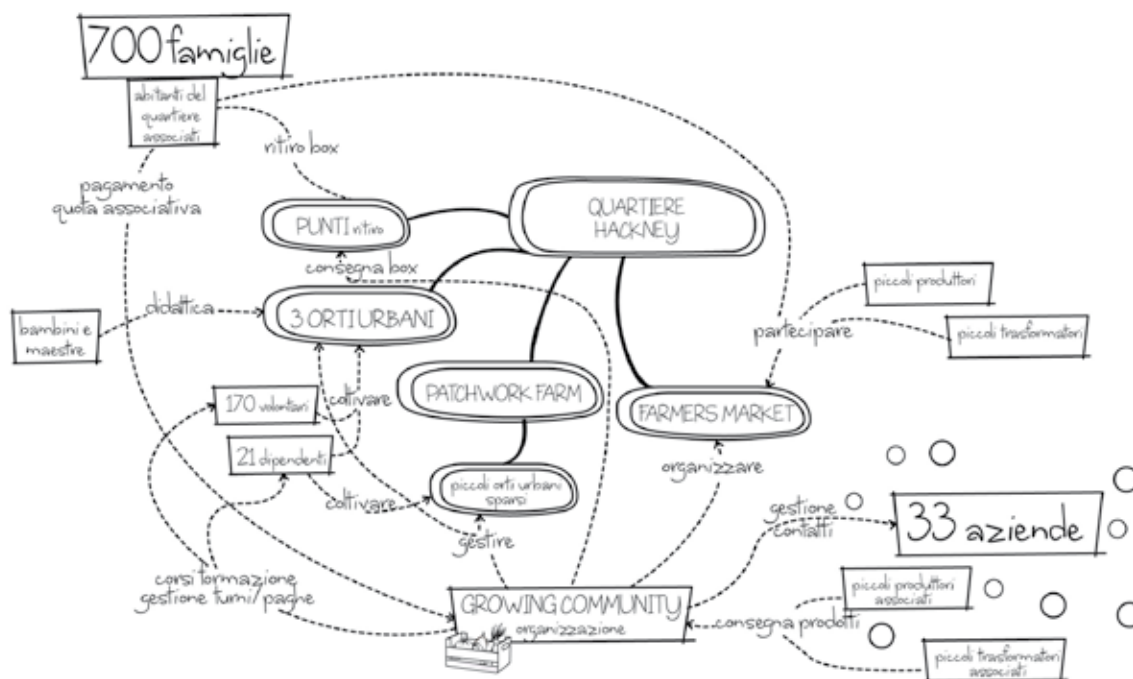 700 famiglie
abitanti del
quartiere
associati
ritiro box
pagamento
quota associativa
QUARTIERE
HACKNEY
PUNTI ritiro
consegna box
didattica
3 ORTI URBANI
bambini e
maestre
piccoli produttori
partecipare
piccoli trasformatori
PATCHWORK FARM
FARMERS MARKET
170 volontari
coltivare
21 dipendenti
coltivare
piccoli orti urbani
sparsi
organizzare
gestire
gestione
contatti
33 aziende
corsi formazione
gestione turni/paghe
GROWING COMMUNITY
organizzazione
piccoli produttori
associati
consegna prodotti
piccoli trasformatori
associati